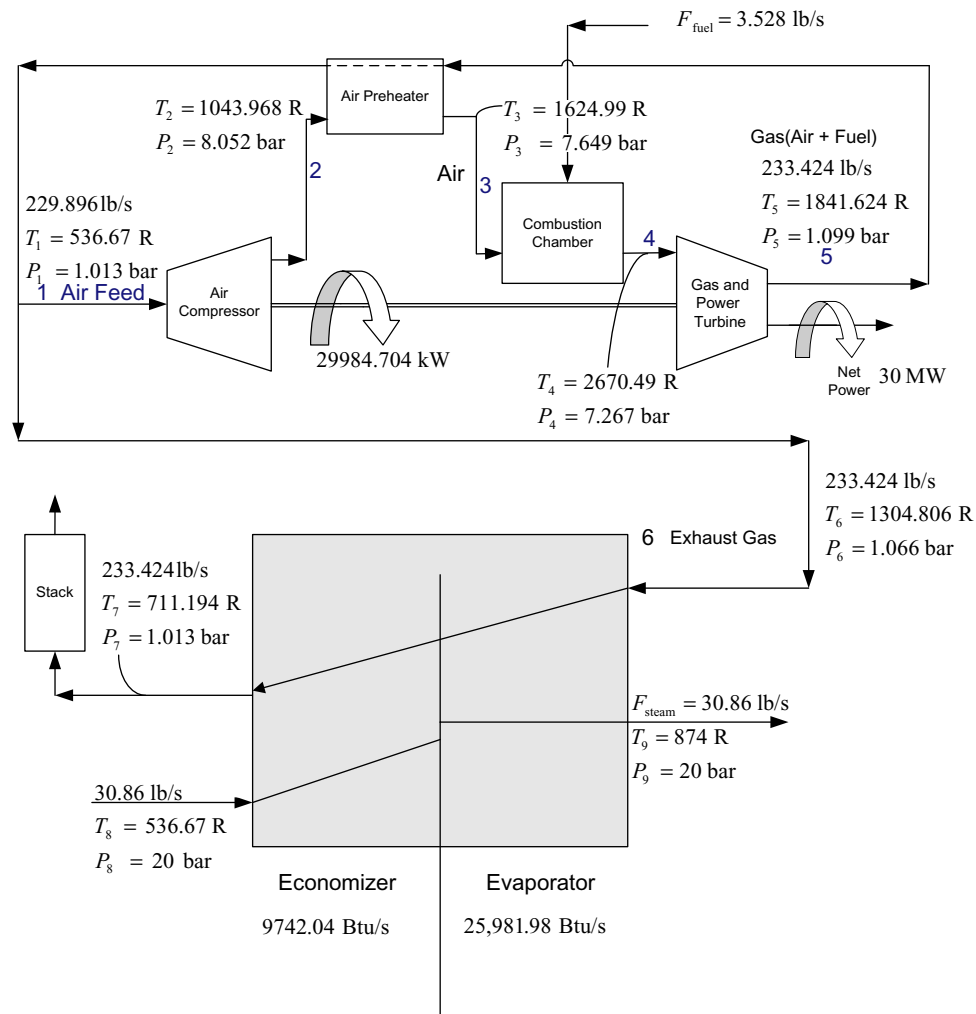 F_fuel = 3.528 lb/s
Air Preheater
T_2 = 1043.968 R
P_2 = 8.052 bar
T_3 = 1624.99 R
P_3 = 7.649 bar
Gas(Air + Fuel)
233.424 lb/s
T_5 = 1841.624 R
P_5 = 1.099 bar
5
2
Air
3
229.896lb/s
T_1 = 536.67 R
P_1 = 1.013 bar
1 Air Feed
Combustion
Chamber
4
Air
Compressor
Gas and
Power
Turbine
29984.704 kW
Net
Power
30 MW
T_4 = 2670.49 R
P_4 = 7.267 bar
233.424 lb/s
T_6 = 1304.806 R
P_6 = 1.066 bar
6 Exhaust Gas
Stack
233.424lb/s
T_7 = 711.194 R
P_7 = 1.013 bar
F_steam = 30.86 lb/s
T_9 = 874 R
P_9 = 20 bar
30.86 lb/s
T_8 = 536.67 R
P_8 = 20 bar
Economizer
Evaporator
9742.04 Btu/s
25,981.98 Btu/s